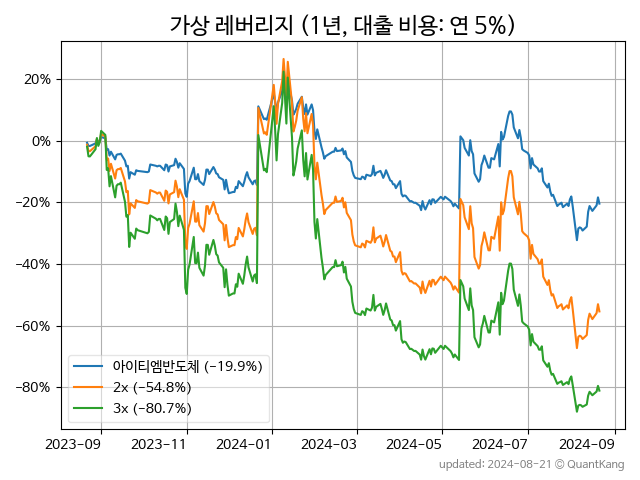 가상 레버리지 (1년, 대출 비용: 연 5%)
20%
0%
−20%
−40%
−60%
−80%
아이티엠반도체 (-19.9%)
2x (-54.8%)
3x (-80.7%)
2023-09 2023-11 2024-01 2024-03 2024-05 2024-07 2024-09
updated: 2024-08-21 © QuantKang